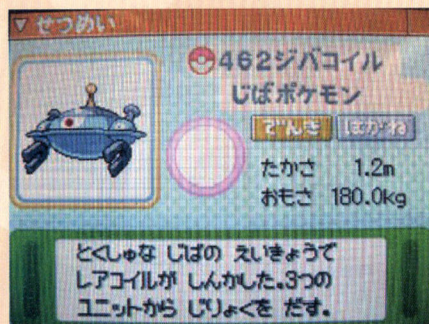 ▼せつめい
462ジバコイル
じばポケモン
でんき はがね
たかさ 1.2m
おもさ 180.0kg
とくしゅな じばの えいきょうで
レアコイルが しんかした.3つの
ユニットから じりょくを だす.